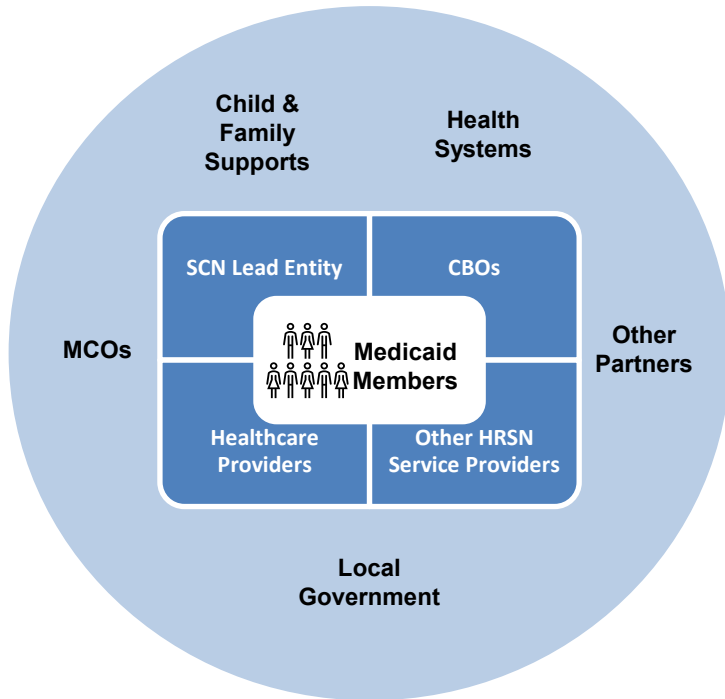 Child &
Family
Supports
Health
Systems
SCN Lead Entity
CBOs
MCOs
Medicaid
Members
Other
Partners
Healthcare
Providers
Other HRSN
Service Providers
Local
Government